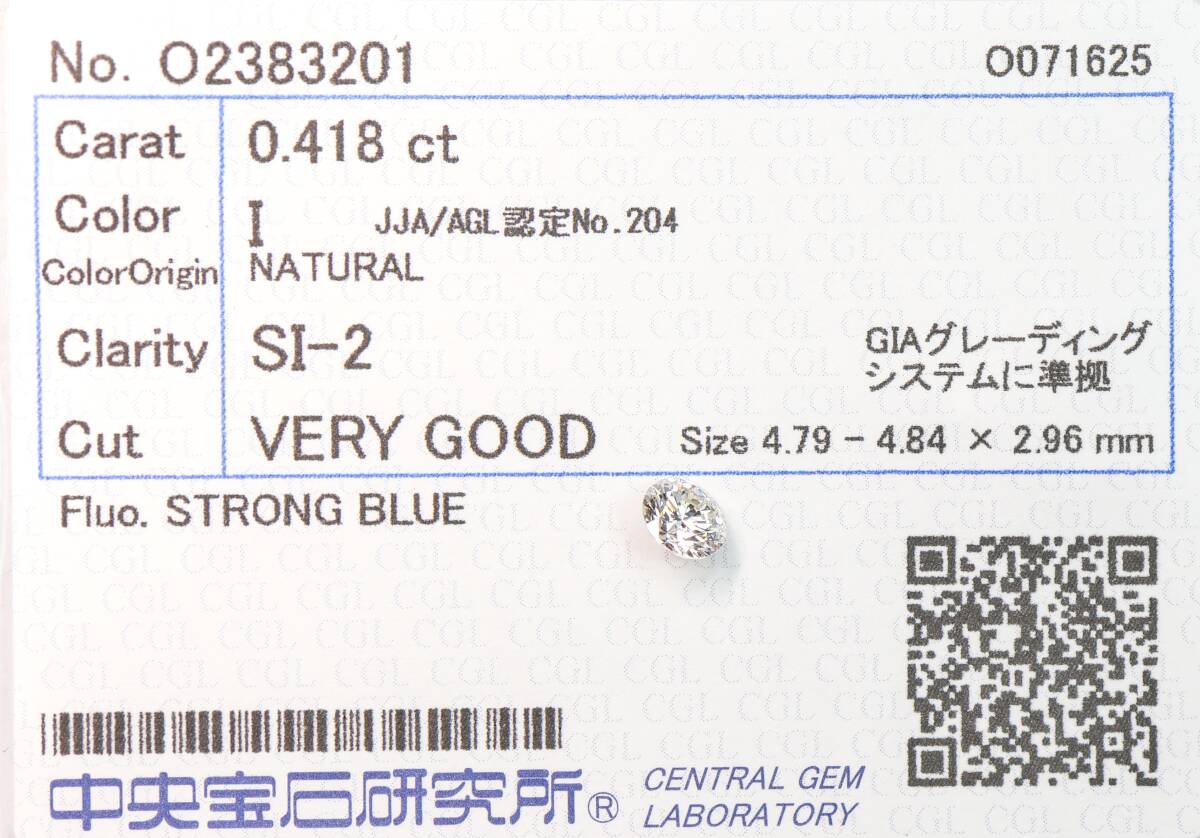 No. O2383201
O071625
Carat 0.418 ct
Color I JJA/AGL認定No.204
ColorOrigin NATURAL
Clarity SI-2
GIAグレーディング
システムに準拠
Cut VERY GOOD Size 4.79 - 4.84 × 2.96 mm
Fluo. STRONG BLUE
中央宝石研究所®
CENTRAL GEM
LABORATORY